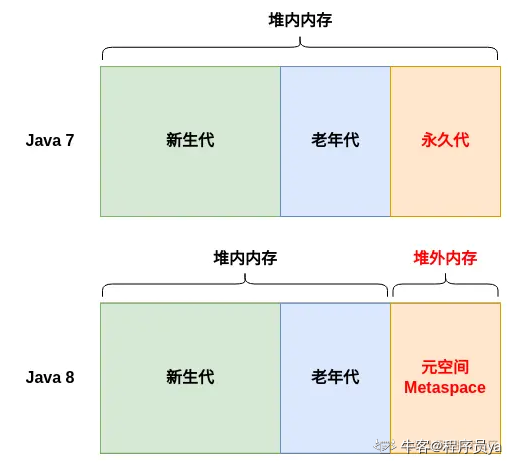 堆内内存
Java 7
新生代
老年代
永久代
堆内内存
堆外内存
Java 8
新生代
老年代
元空间
Metaspace
牛客@程序员ya